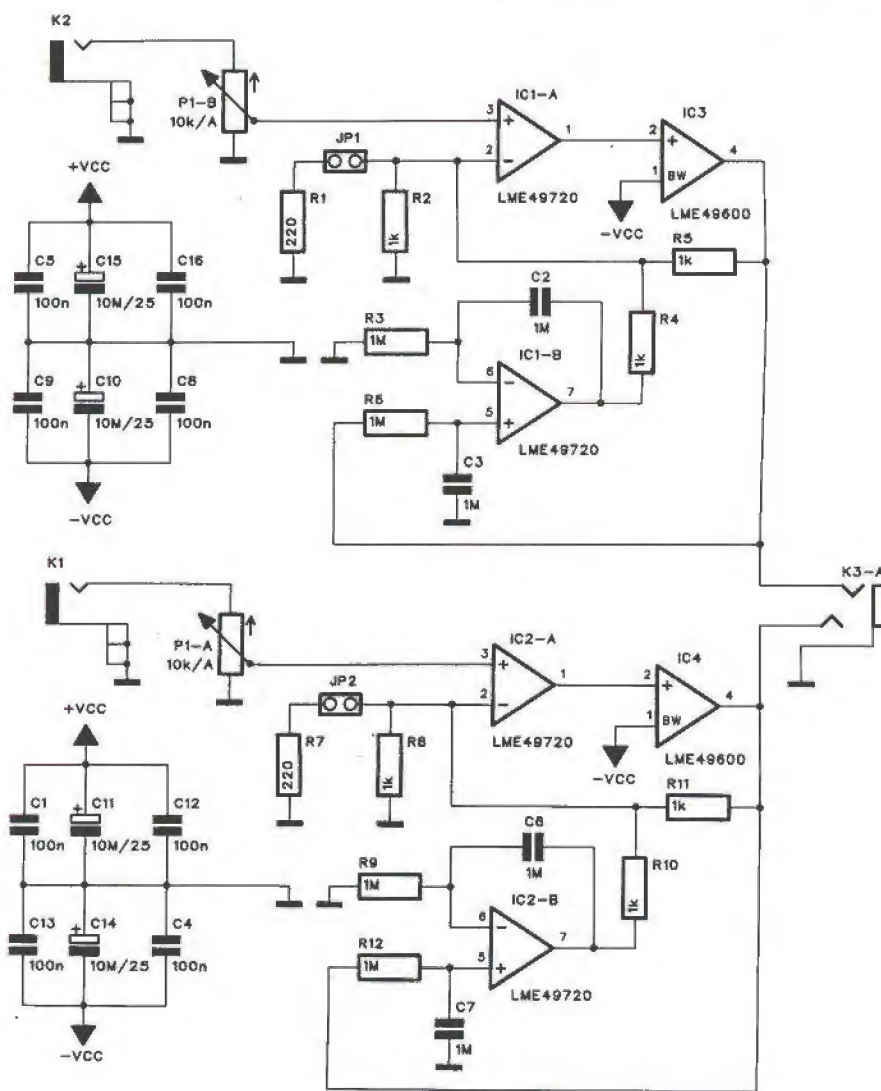 K2
P1-B
10k/A
+VCC
C5
100n
+
C15
10M/25
C16
100n
C9
100n
+
C10
10M/25
C8
100n
-VCC
JP1
R1
220
R2
1k
3
+
2
-
IC1-A
1
LME49720
IC3
2
+
1
BW
4
-VCC
LME49600
R5
1k
C2
1M
R4
1k
R3
1M
IC1-B
6
-
5
+
7
LME49720
R6
1M
C3
1M
K3-A
K1
P1-A
10k/A
+VCC
C1
100n
+
C11
10M/25
C12
100n
C13
100n
+
C14
10M/25
C4
100n
-VCC
JP2
R7
220
R8
1k
3
+
2
-
IC2-A
1
LME49720
IC4
2
+
1
BW
4
-VCC
LME49600
R11
1k
C6
1M
R10
1k
R9
1M
IC2-B
6
-
5
+
7
LME49720
R12
1M
C7
1M